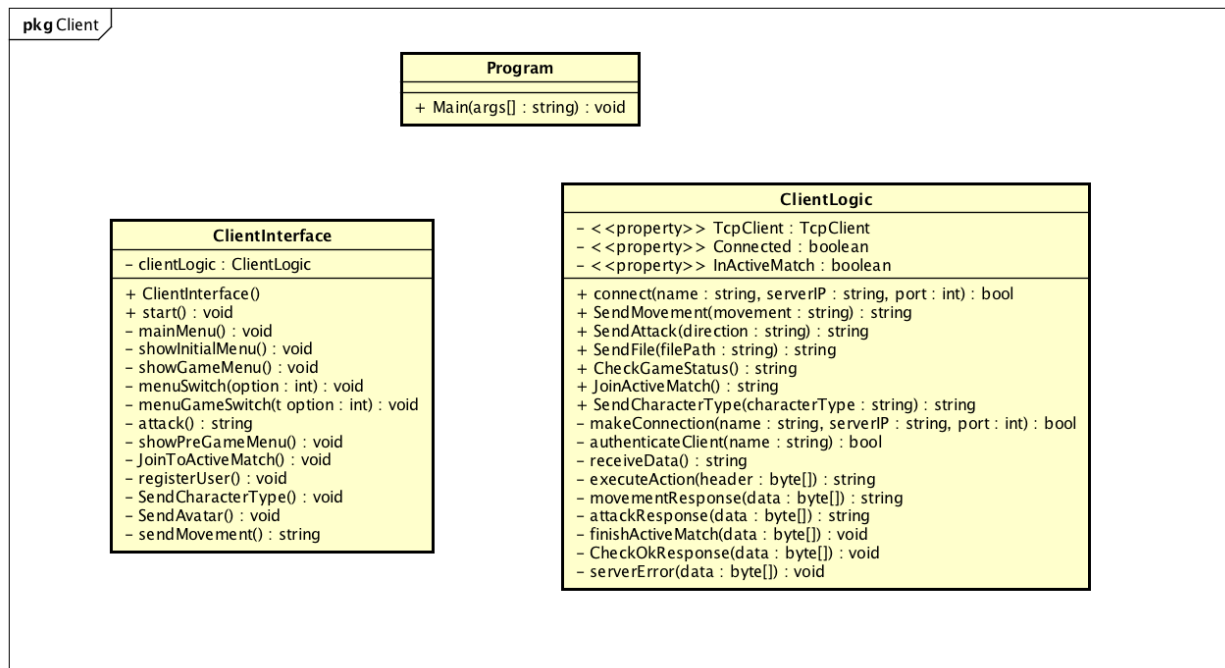 pkg Client
Program
+ Main(args[] : string) : void
ClientInterface
- clientLogic : ClientLogic
+ ClientInterface()
+ start() : void
- mainMenu() : void
- showInitialMenu() : void
- showGameMenu() : void
- menuSwitch(option : int) : void
- menuGameSwitch(t option : int) : void
- attack() : string
- showPreGameMenu() : void
- JoinToActiveMatch() : void
- registerUser() : void
- SendCharacterType() : void
- SendAvatar() : void
- sendMovement() : string
ClientLogic
- <<property>> TcpClient : TcpClient
- <<property>> Connected : boolean
- <<property>> InActiveMatch : boolean
+ connect(name : string, serverIP : string, port : int) : bool
+ SendMovement(movement : string) : string
+ SendAttack(direction : string) : string
+ SendFile(filePath : string) : string
+ CheckGameStatus() : string
+ JoinActiveMatch() : string
+ SendCharacterType(characterType : string) : string
- makeConnection(name : string, serverIP : string, port : int) : bool
- authenticateClient(name : string) : bool
- receiveData() : string
- executeAction(header : byte[]) : string
- movementResponse(data : byte[]) : string
- attackResponse(data : byte[]) : string
- finishActiveMatch(data : byte[]) : void
- CheckOkResponse(data : byte[]) : void
- serverError(data : byte[]) : void